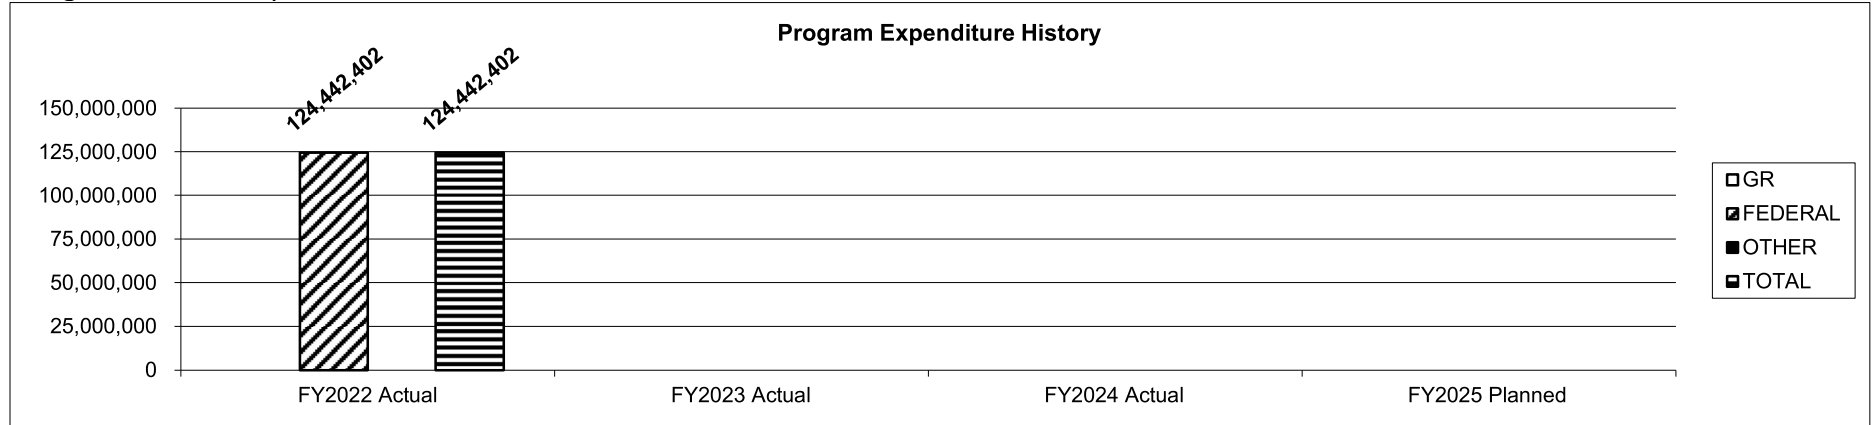 Program Expenditure History
124,442,402
124,442,402
150,000,000
125,000,000
100,000,000
75,000,000
50,000,000
25,000,000
0
FY2022 Actual
FY2023 Actual
FY2024 Actual
FY2025 Planned
GR
FEDERAL
OTHER
TOTAL